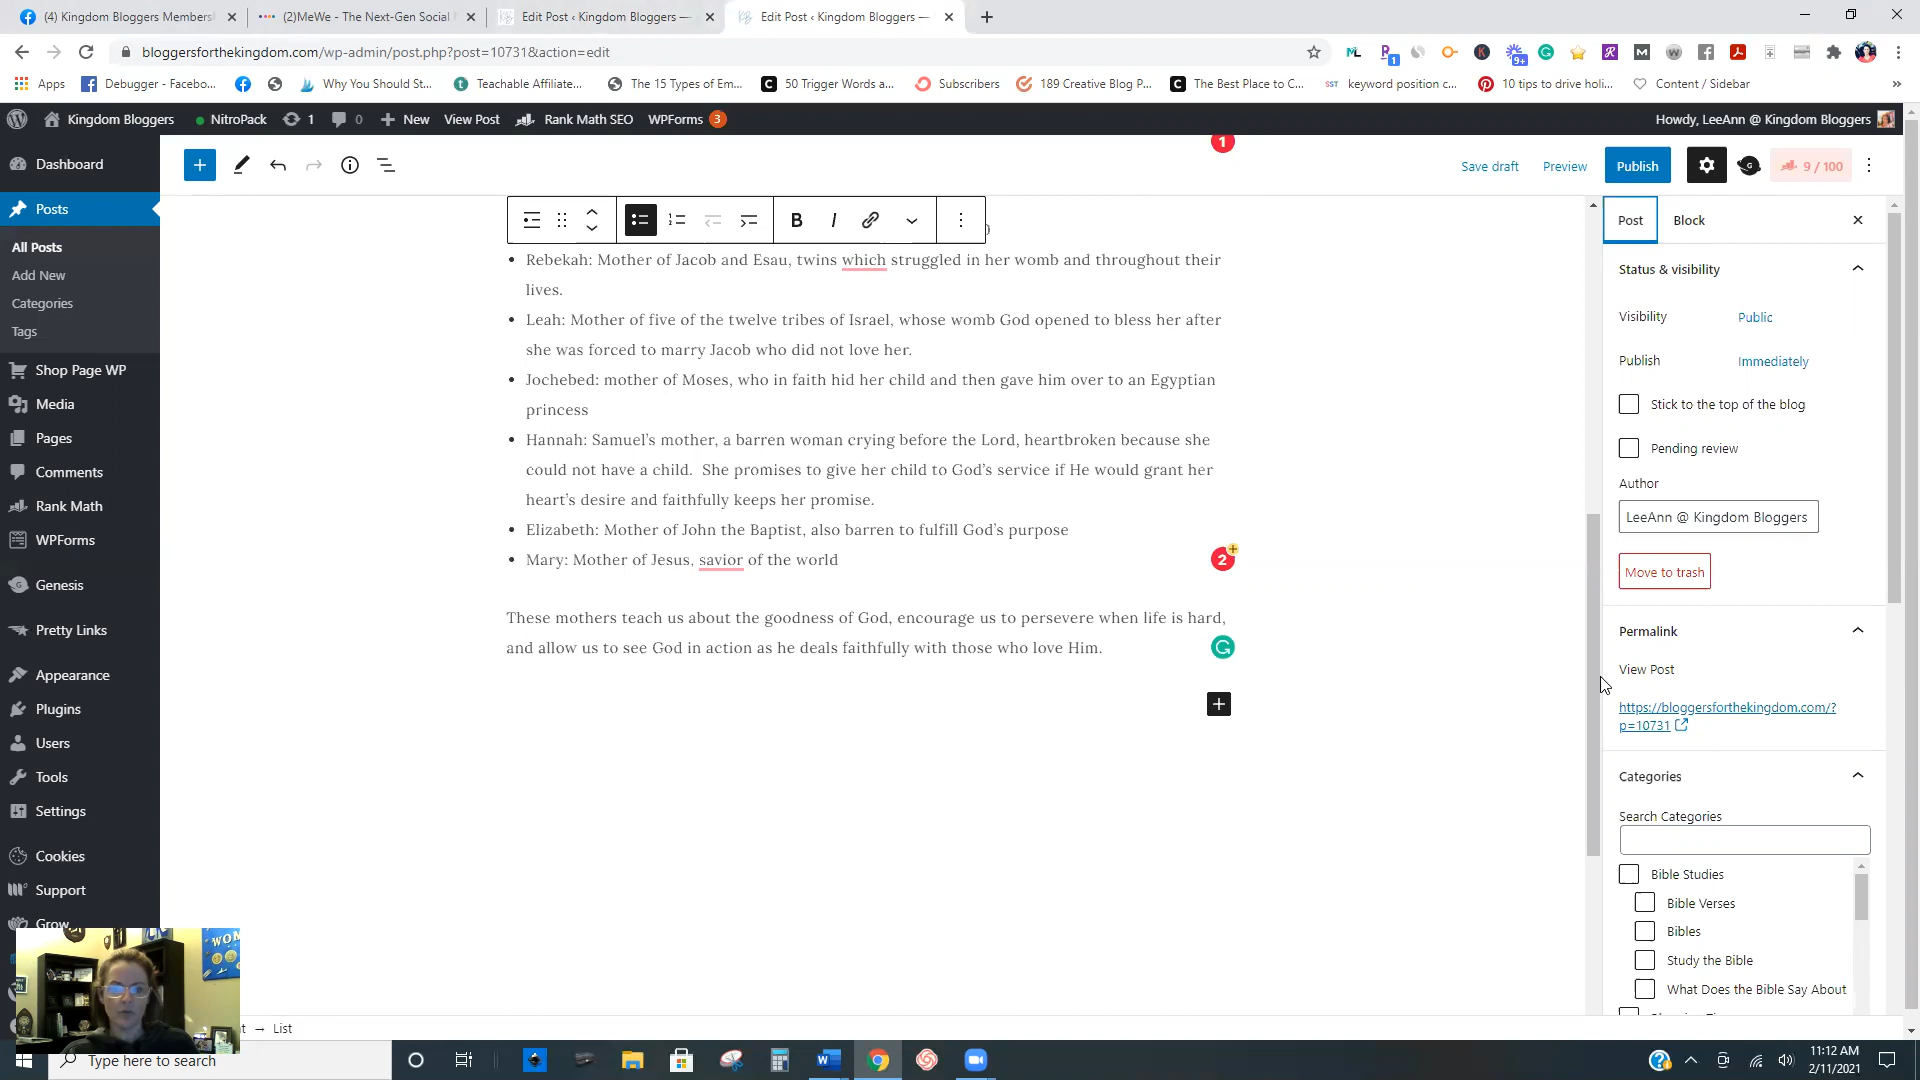 (4) Kingdom Bloggers Members
(2)MeWe - The Next-Gen Social
Edit Post ‹ Kingdom Bloggers —
Edit Post ‹ Kingdom Bloggers —
bloggersforthekingdom.com/wp-admin/post.php?post=10731&action=edit
Apps
Debugger - Facebo...
Why You Should St...
Teachable Affiliate...
The 15 Types of Em...
50 Trigger Words a...
Subscribers
189 Creative Blog P...
The Best Place to C...
keyword position c...
10 tips to drive holi...
Content / Sidebar
Kingdom Bloggers
NitroPack
1
0
New
View Post
Rank Math SEO
WPForms 3
Howdy, LeeAnn @ Kingdom Bloggers
Dashboard
Posts
All Posts
Add New
Categories
Tags
Shop Page WP
Media
Pages
Comments
Rank Math
WPForms
Genesis
Pretty Links
Appearance
Plugins
Users
Tools
Settings
Cookies
Support
Grow
1
Save draft
Preview
Publish
9 / 100
B I
• Rebekah: Mother of Jacob and Esau, twins which struggled in her womb and throughout their
lives.
• Leah: Mother of five of the twelve tribes of Israel, whose womb God opened to bless her after
she was forced to marry Jacob who did not love her.
• Jochebed: mother of Moses, who in faith hid her child and then gave him over to an Egyptian
princess
• Hannah: Samuel’s mother, a barren woman crying before the Lord, heartbroken because she
could not have a child.  She promises to give her child to God’s service if He would grant her
heart’s desire and faithfully keeps her promise.
• Elizabeth: Mother of John the Baptist, also barren to fulfill God’s purpose
• Mary: Mother of Jesus, savior of the world
2
These mothers teach us about the goodness of God, encourage us to persevere when life is hard,
and allow us to see God in action as he deals faithfully with those who love Him.
→ List
Post
Block
Status & visibility
Visibility
Public
Publish
Immediately
Stick to the top of the blog
Pending review
Author
LeeAnn @ Kingdom Bloggers
Move to trash
Permalink
View Post
https://bloggersforthekingdom.com/?
p=10731
Categories
Search Categories
Bible Studies
Bible Verses
Bibles
Study the Bible
What Does the Bible Say About
Type here to search
11:12 AM
2/11/2021